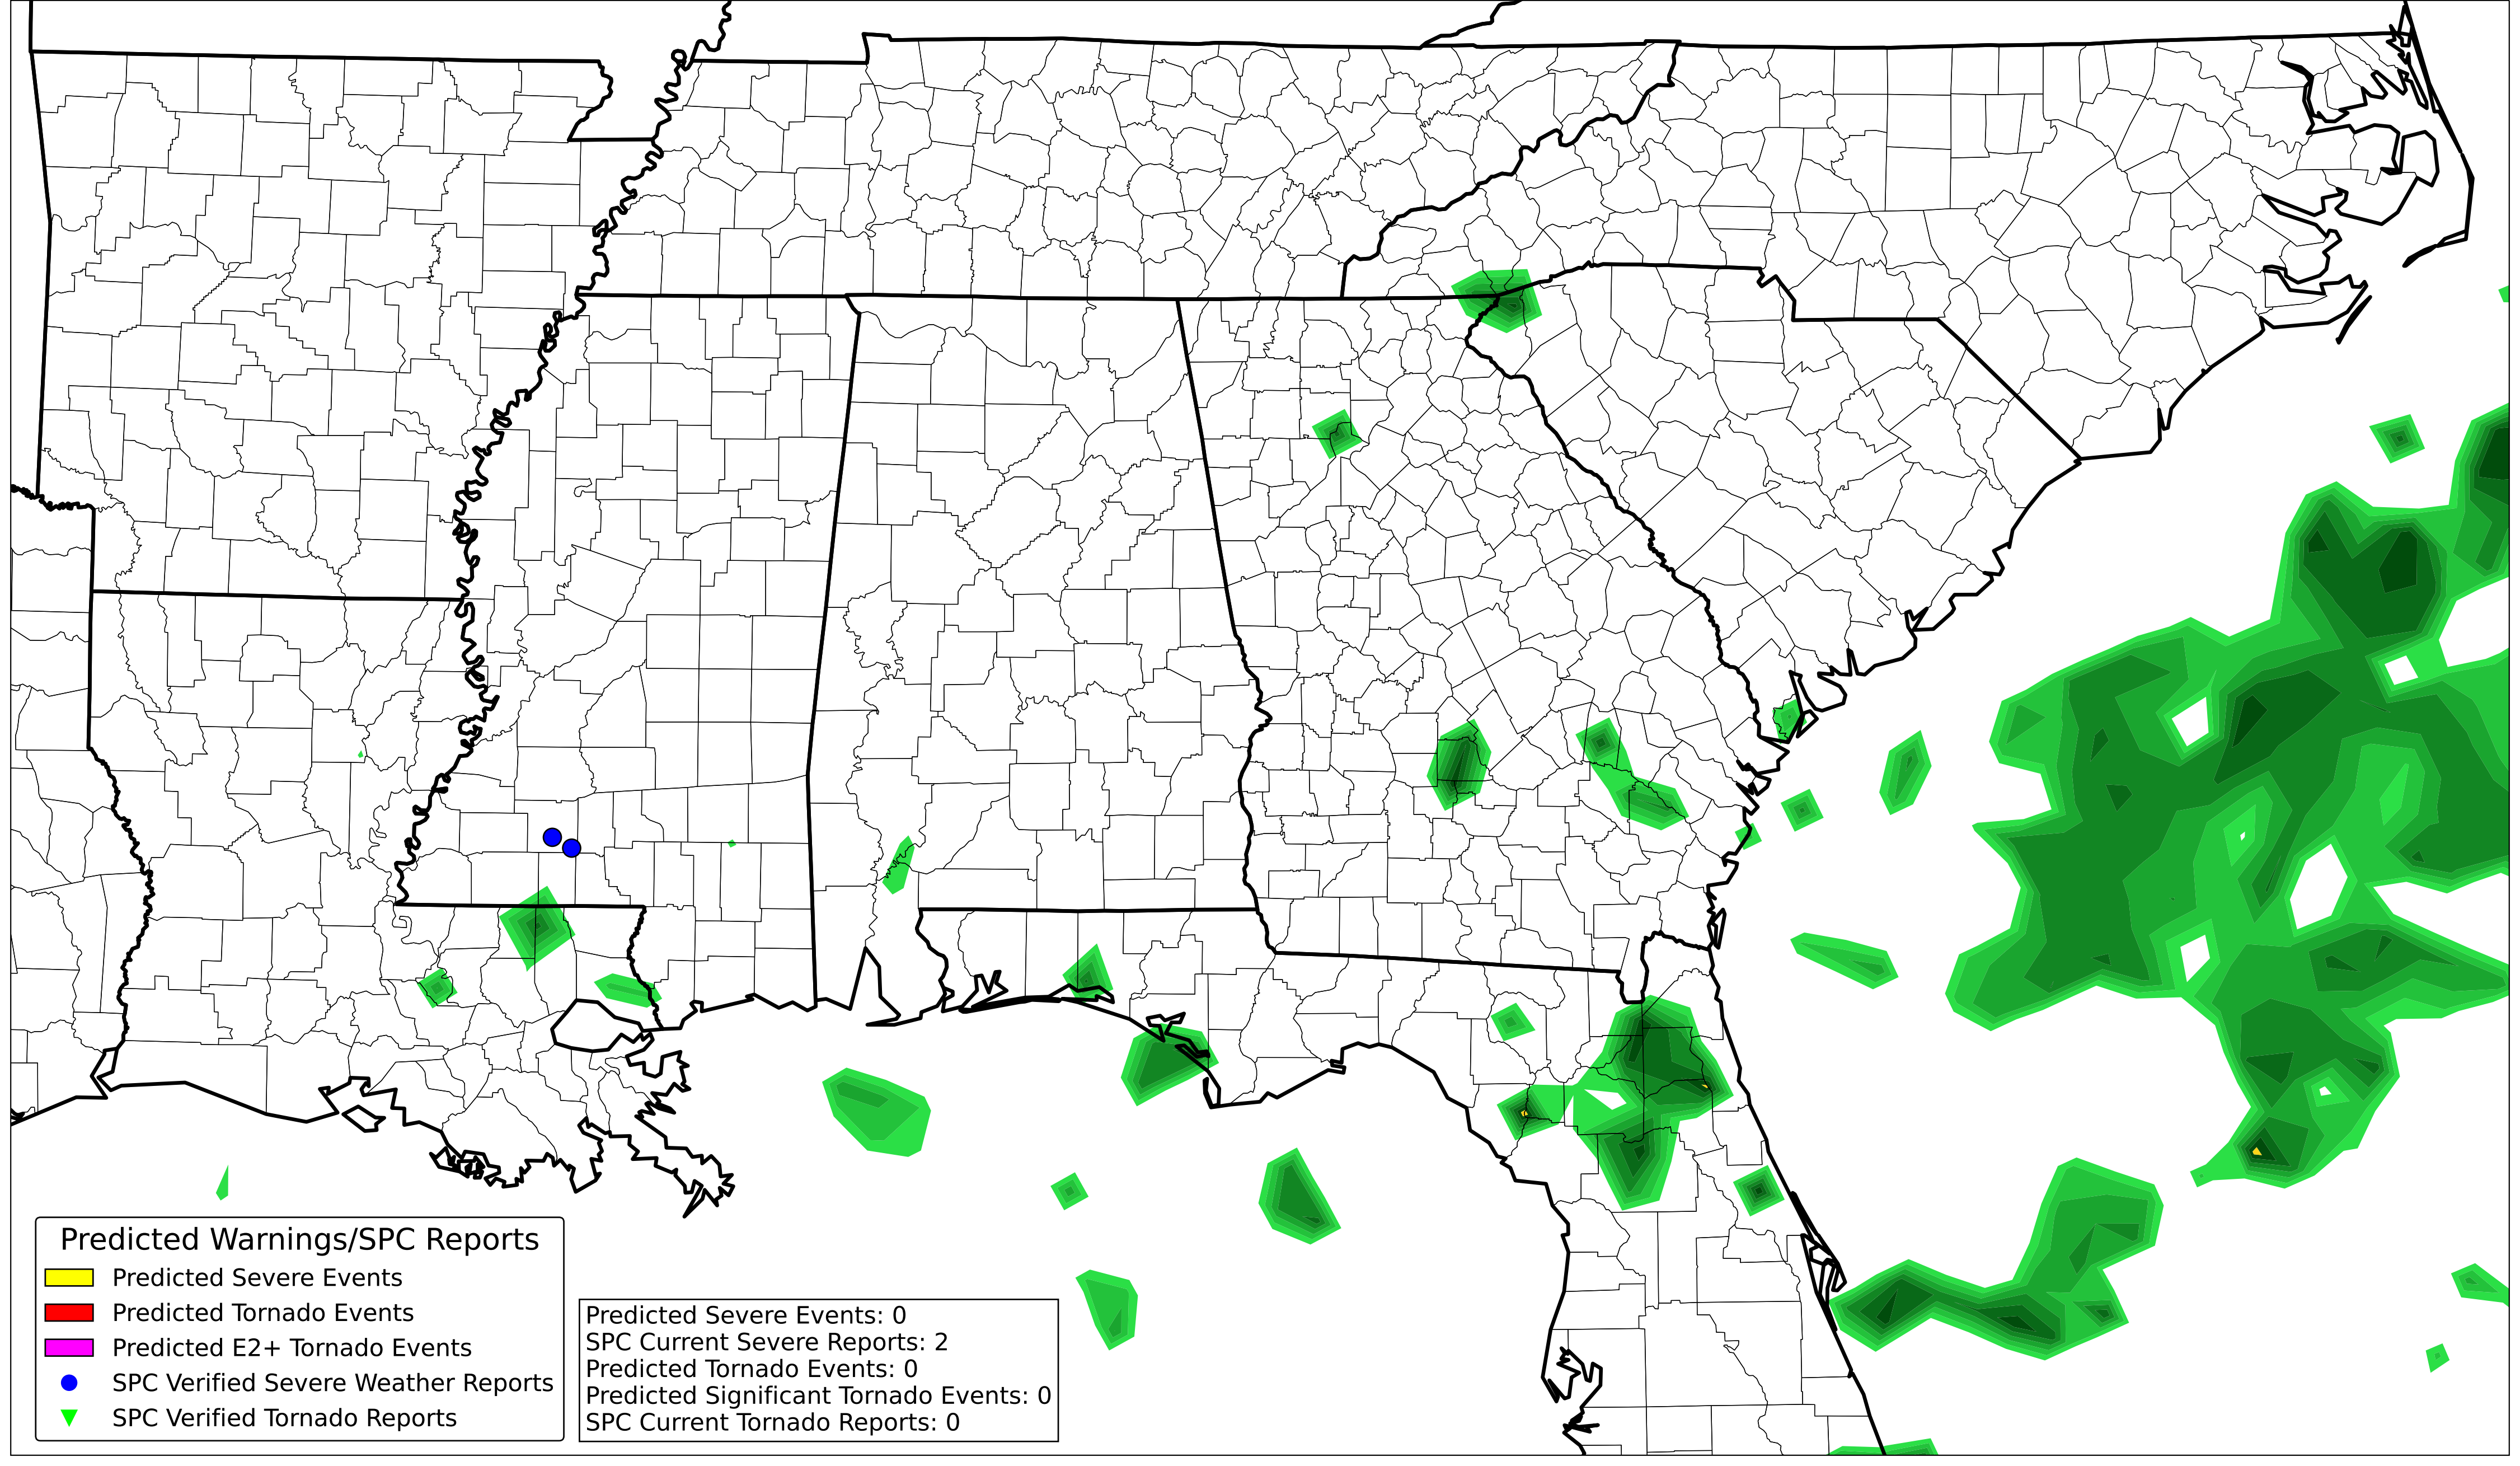 Predicted Warnings/SPC Reports
Predicted Severe Events
Predicted Tornado Events
Predicted E2+ Tornado Events
SPC Verified Severe Weather Reports
SPC Verified Tornado Reports
Predicted Severe Events: 0
SPC Current Severe Reports: 2
Predicted Tornado Events: 0
Predicted Significant Tornado Events: 0
SPC Current Tornado Reports: 0